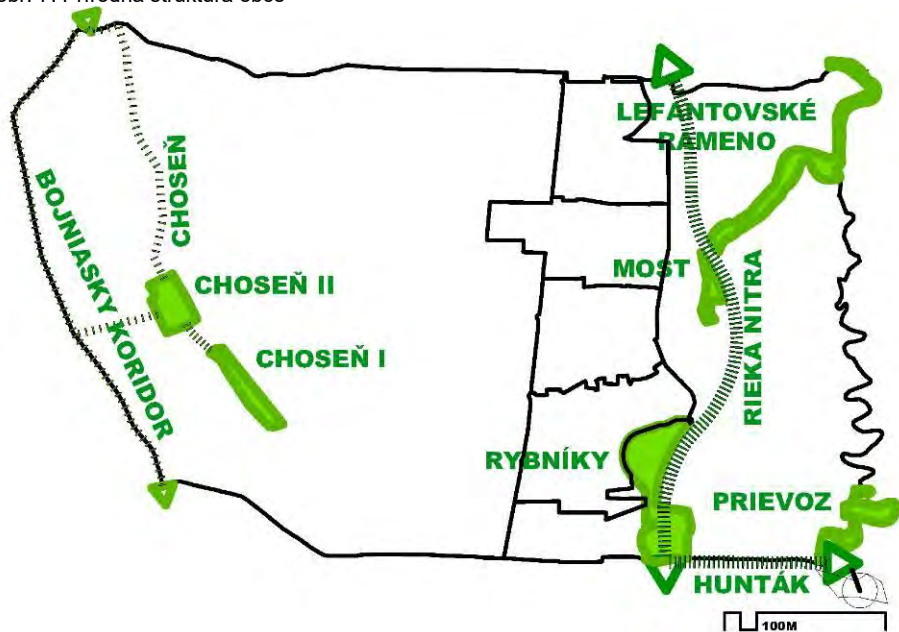 LEFANTOVSKÉ
RAMENO
CHOSEŇ
BOJNIASKY KORIDOR
CHOSEŇ II
MOST
RIEKA NITRA
CHOSEŇ I
RYBNÍKY
PRIEVOZ
HUNTÁK
100M